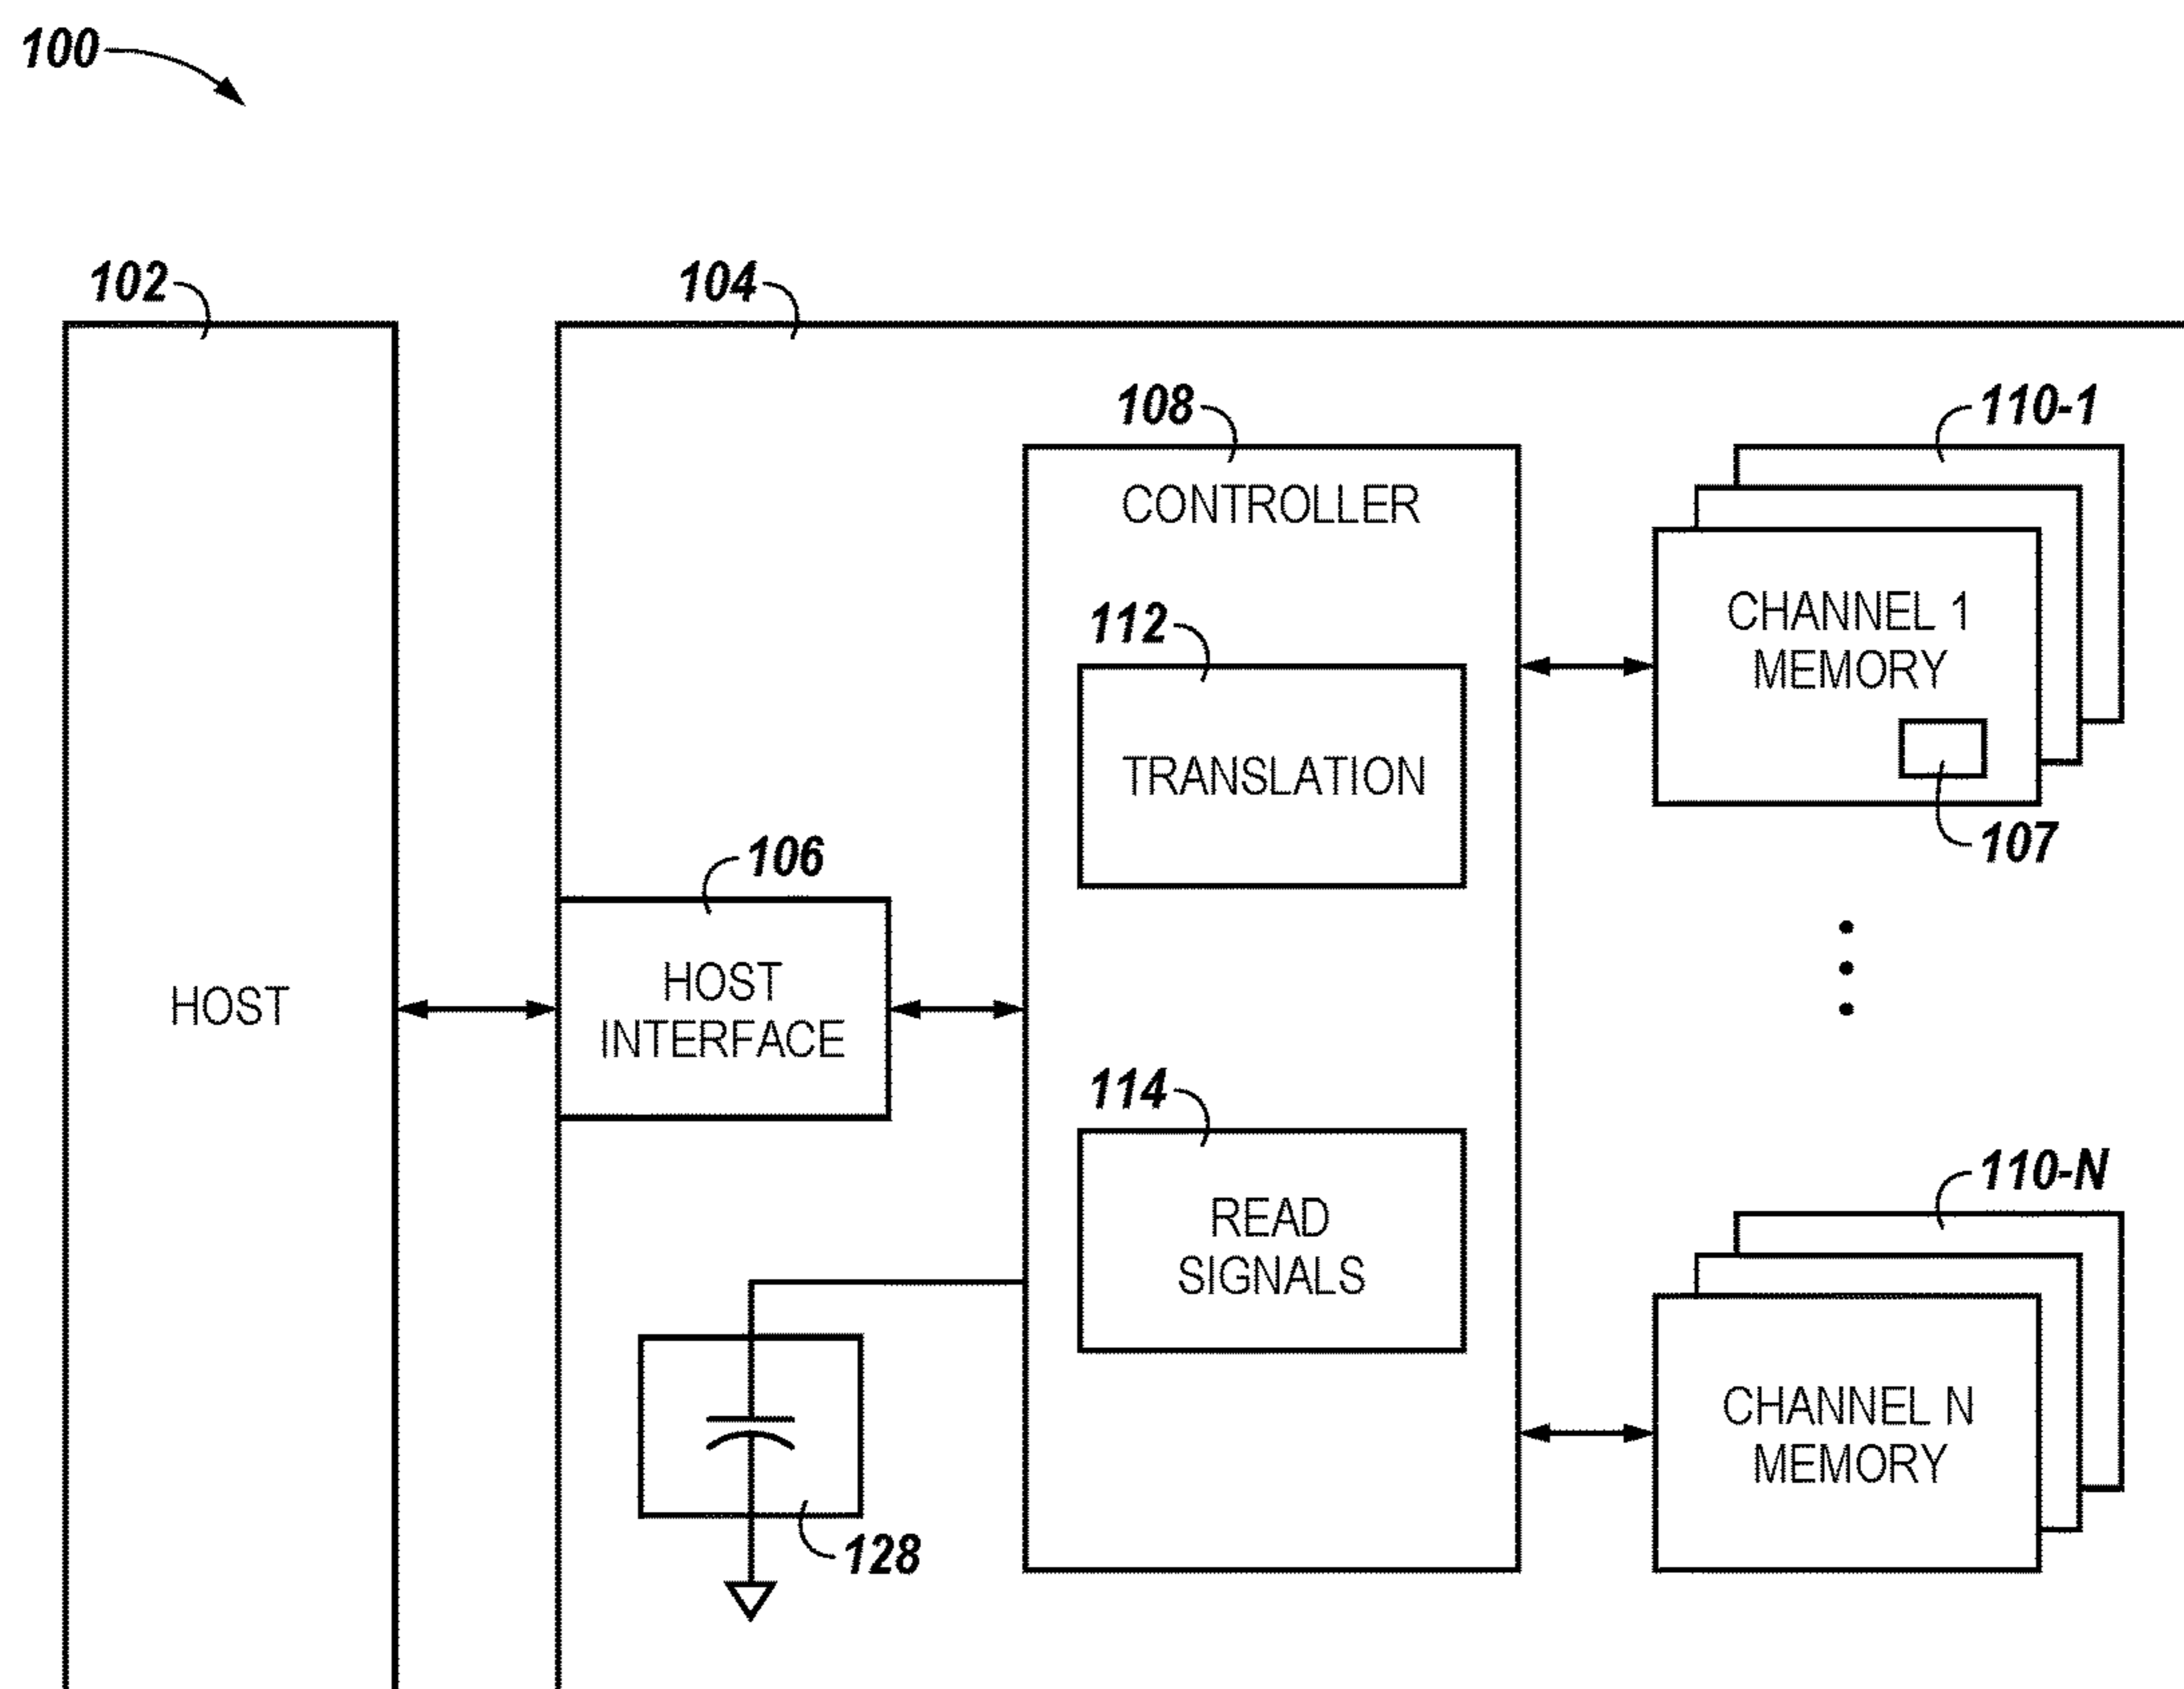 100
102
104
108
110-1
CONTROLLER
CHANNEL 1
MEMORY
112
TRANSLATION
107
106
HOST
INTERFACE
HOST
114
READ
SIGNALS
110-N
CHANNEL N
MEMORY
128